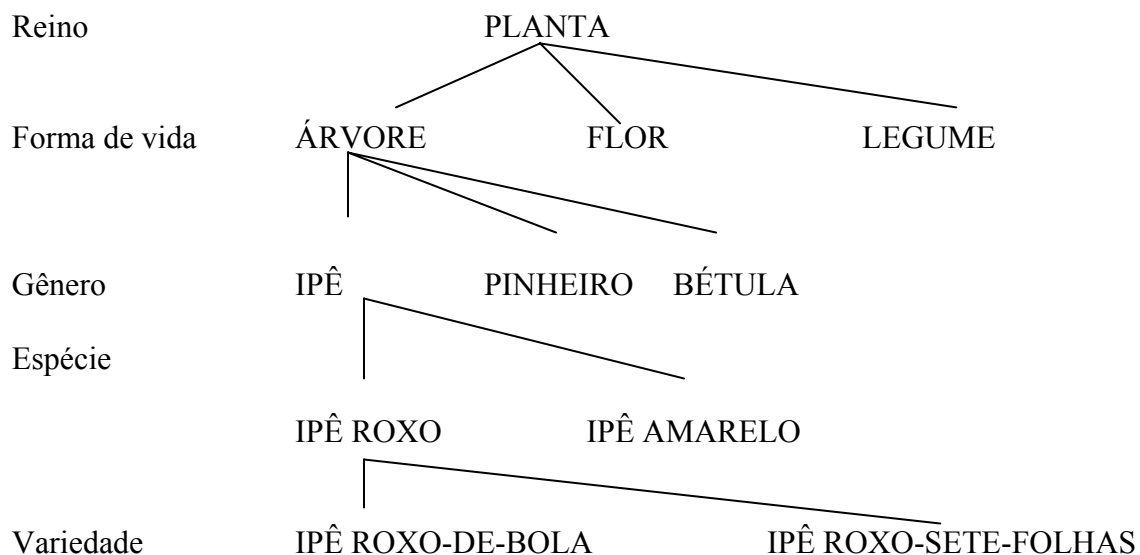 Reino PLANTA
Forma de vida ÁRVORE FLOR LEGUME
Gênero IPÊ PINHEIRO BÉTULA
Espécie
IPÊ ROXO IPÊ AMARELO
Variedade IPÊ ROXO-DE-BOLA IPÊ ROXO-SETE-FOLHAS